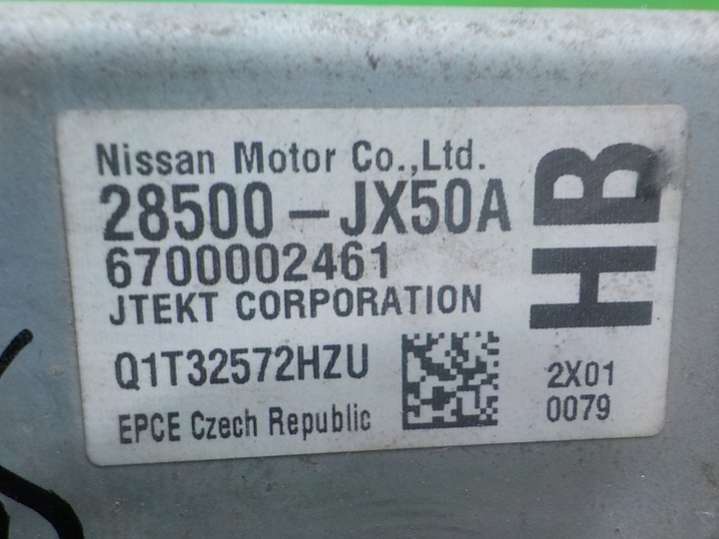 Nissan Motor Co.,Ltd.
28500-JX50A
6700002461
JTEKT CORPORATION
HB
Q1T32572HZU
2X01
0079
EPCE Czech Republic